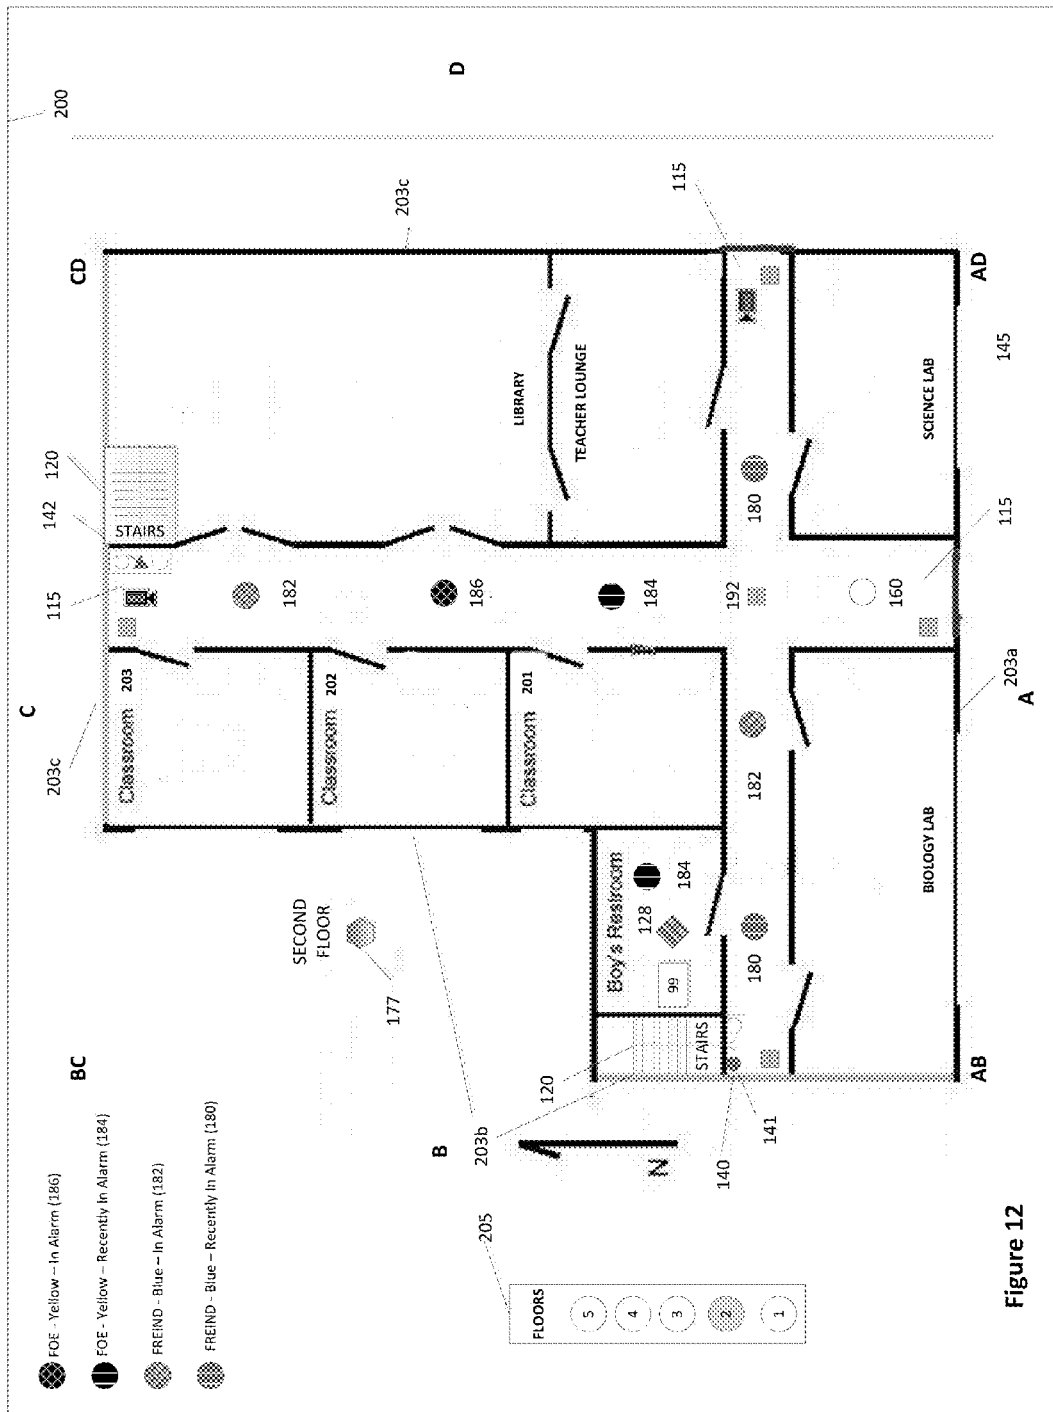 FOE - Yellow – In Alarm (186)
FOE - Yellow – Recently In Alarm (184)
FREIND - Blue – In Alarm (182)
FREIND - Blue – Recently In Alarm (180)
BC
C
CD
200
203c
115
142
120
STAIRS
Classroom 203
182
SECOND
FLOOR
177
Classroom 202
186
203c
D
B
203b
205
FLOORS
5
4
3
2
1
Classroom 201
LIBRARY
TEACHER LOUNGE
184
120
Boy's Restroom
128
184
99
STAIRS
N
140
141
180
182
192
180
115
160
BIOLOGY LAB
SCIENCE LAB
AB
203a
115
145
AD
A
Figure 12